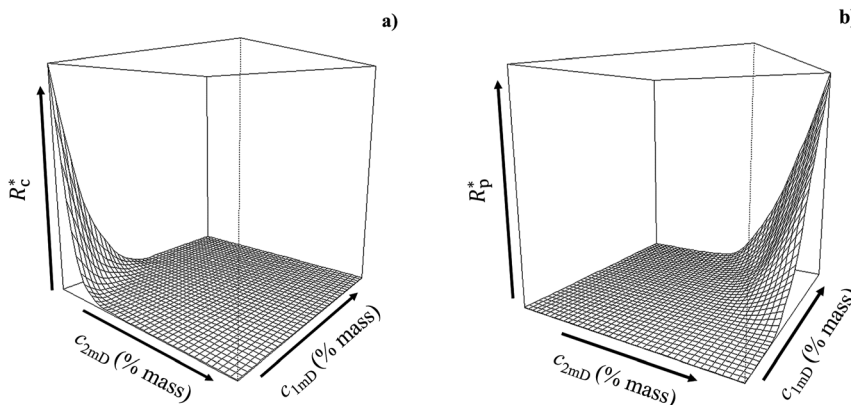 a)
R*c
c2mD (% mass)
c1mD (% mass)
b)
R*p
c2mD (% mass)
c1mD (% mass)